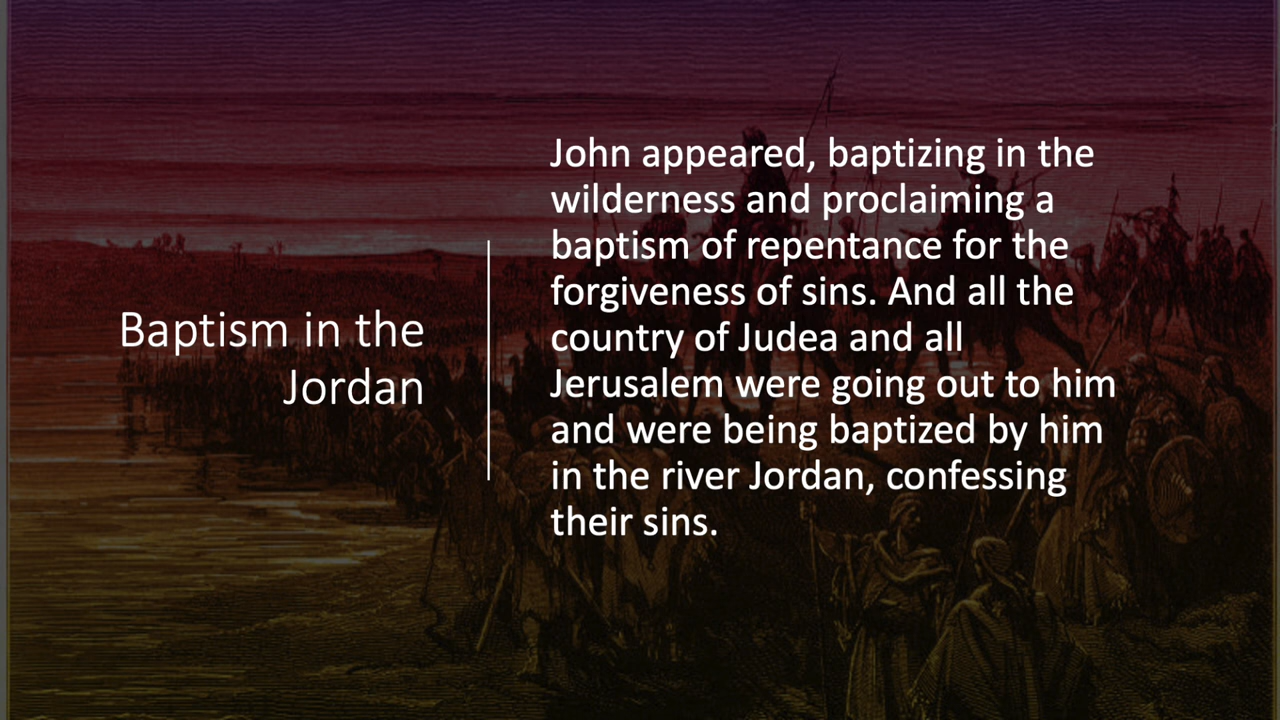 Baptism in the
Jordan
John appeared, baptizing in the
wilderness and proclaiming a
baptism of repentance for the
forgiveness of sins. And all the
country of Judea and all
Jerusalem were going out to him
and were being baptized by him
in the river Jordan, confessing
their sins.